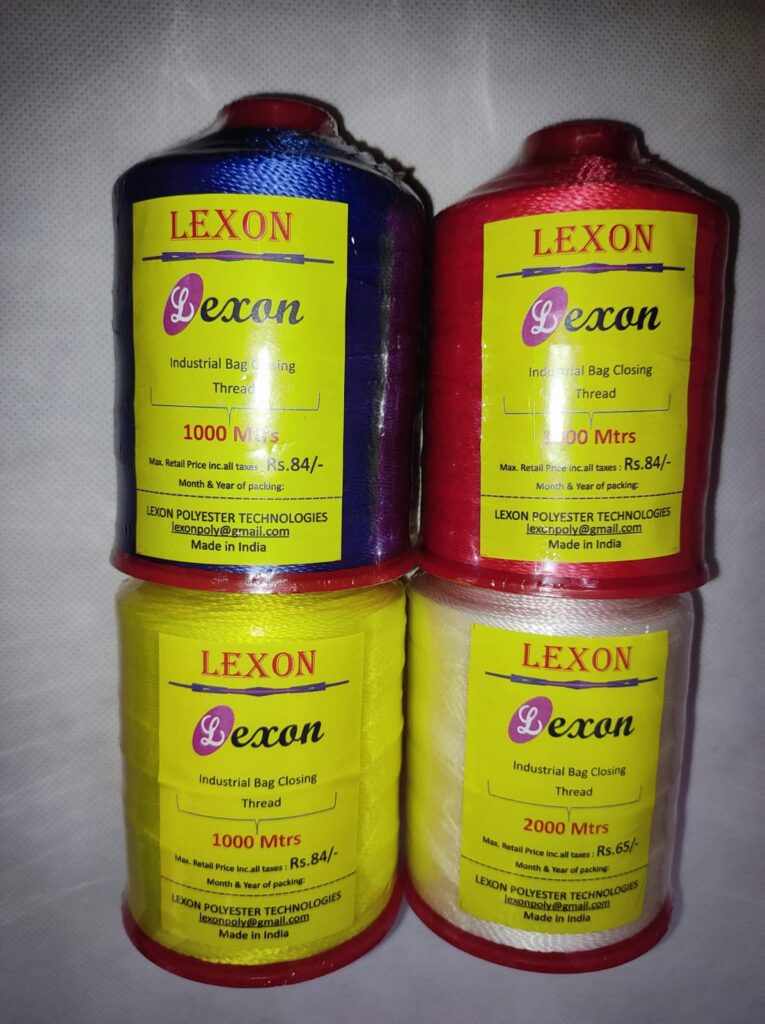 LEXON
Lexon
Industrial Bag Closing
Thread
1000 Mtrs
Max. Retail Price inc.all taxes : Rs.84/-
Month & Year of packing:
LEXON POLYESTER TECHNOLOGIES
lexonpoly@gmail.com
Made in India
LEXON
Lexon
Industrial Bag Closing
Thread
1000 Mtrs
Max. Retail Price inc.all taxes : Rs.84/-
Month & Year of packing:
LEXON POLYESTER TECHNOLOGIES
lexonpoly@gmail.com
Made in India
LEXON
Lexon
Industrial Bag Closing
Thread
1000 Mtrs
Max. Retail Price inc.all taxes : Rs.84/-
Month & Year of packing:
LEXON POLYESTER TECHNOLOGIES
lexonpoly@gmail.com
Made in India
LEXON
Lexon
Industrial Bag Closing
Thread
2000 Mtrs
Max. Retail Price inc.all taxes : Rs.65/-
Month & Year of packing:
LEXON POLYESTER TECHNOLOGIES
lexonpoly@gmail.com
Made in India